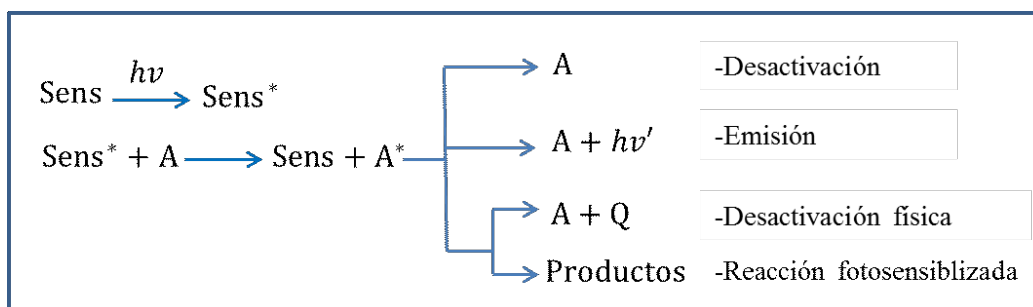 Sens hν Sens* A -Desactivación
Sens* + A Sens + A* A + hν′ -Emisión
A + Q -Desactivación física
Productos -Reacción fotosensiblizada